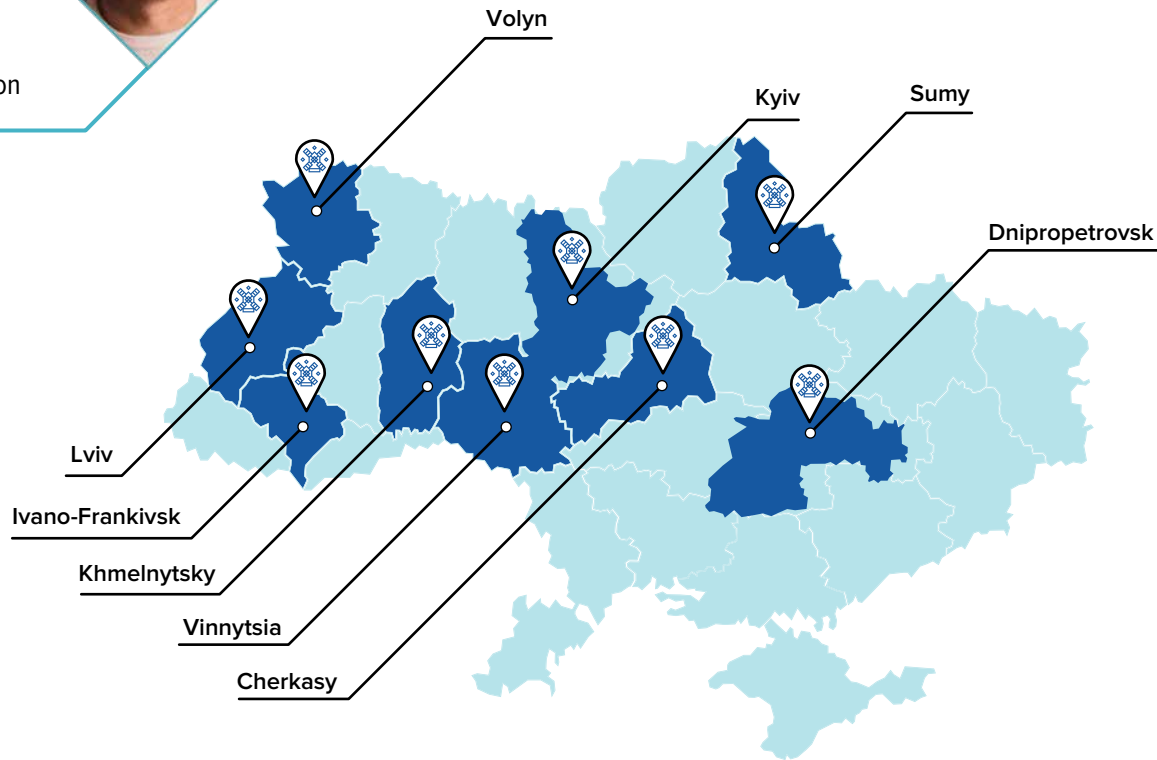 Volyn
on
Kyiv
Sumy
Dnipropetrovsk
Lviv
Ivano-Frankivsk
Khmelnytsky
Vinnytsia
Cherkasy